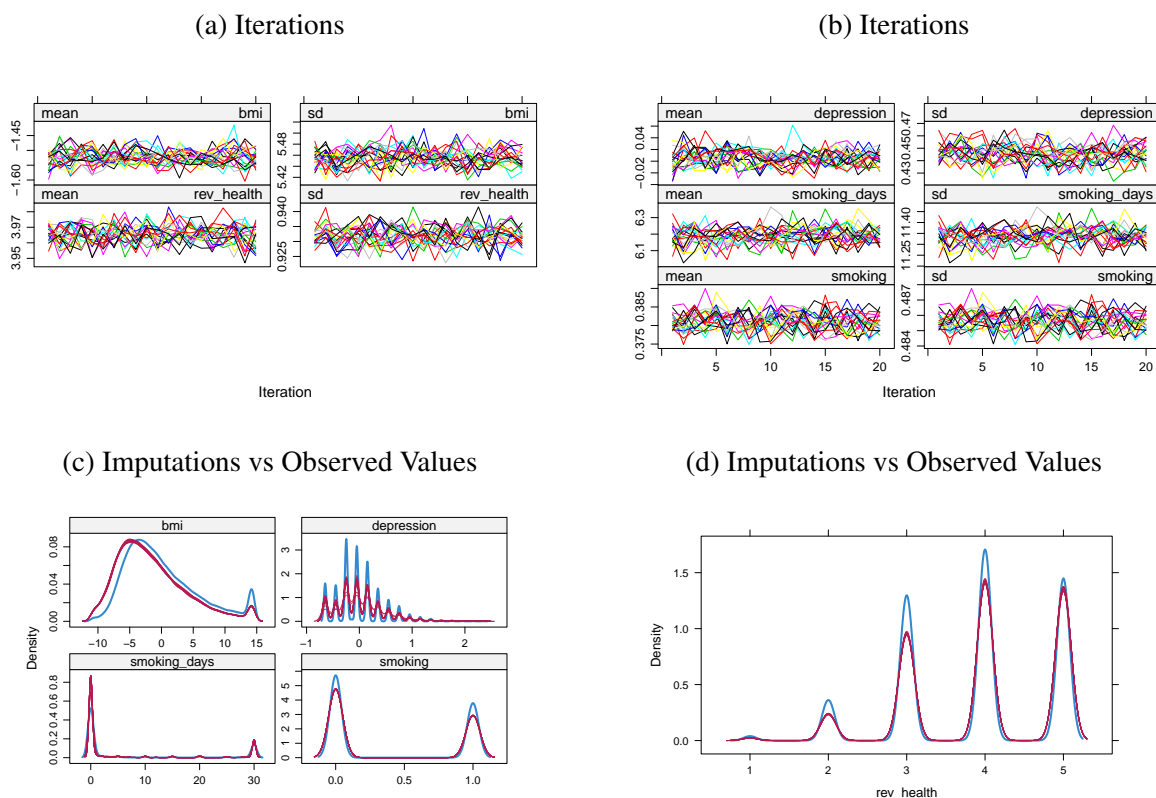 (a) Iterations
(b) Iterations
mean bmi
sd bmi
−1.60 −1.45
5.42 5.48
mean rev_health
sd rev_health
3.95 3.97
0.925 0.940
Iteration
mean depression
sd depression
−0.02 0.04
0.430.450.47
mean smoking_days
sd smoking_days
6.1 6.3
11.25 11.40
mean smoking
sd smoking
0.375 0.385
0.484 0.487
5 10 15 20
5 10 15 20
Iteration
(c) Imputations vs Observed Values
(d) Imputations vs Observed Values
bmi
depression
0.00 0.04 0.08
0 1 2 3
−10 −5 0 5 10 15
−1 0 1 2
Density
smoking_days
smoking
0.0 0.2 0.4 0.6 0.8
0 1 2 3 4 5
0 10 20 30
0.0 0.5 1.0
Density
0.0 0.5 1.0 1.5
1 2 3 4 5
rev_health